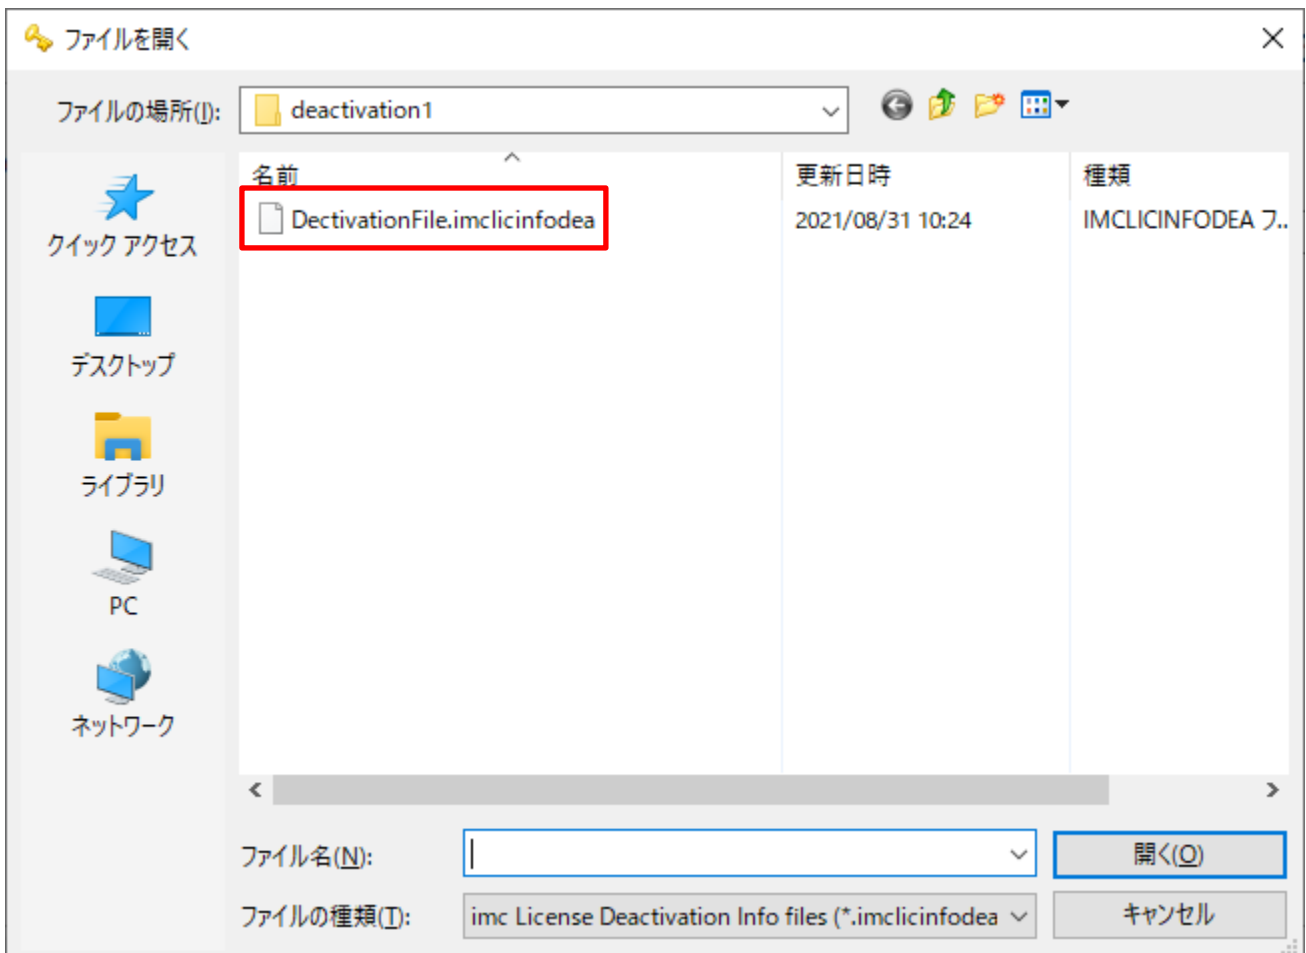 ファイルを開く
ファイルの場所(I): deactivation1
名前 更新日時 種類
DectivationFile.imclicinfodea 2021/08/31 10:24 IMCLICINFODEA フ...
クイック アクセス
デスクトップ
ライブラリ
PC
ネットワーク
ファイル名(N): 開く(O)
ファイルの種類(T): imc License Deactivation Info files (*.imclicinfodea キャンセル